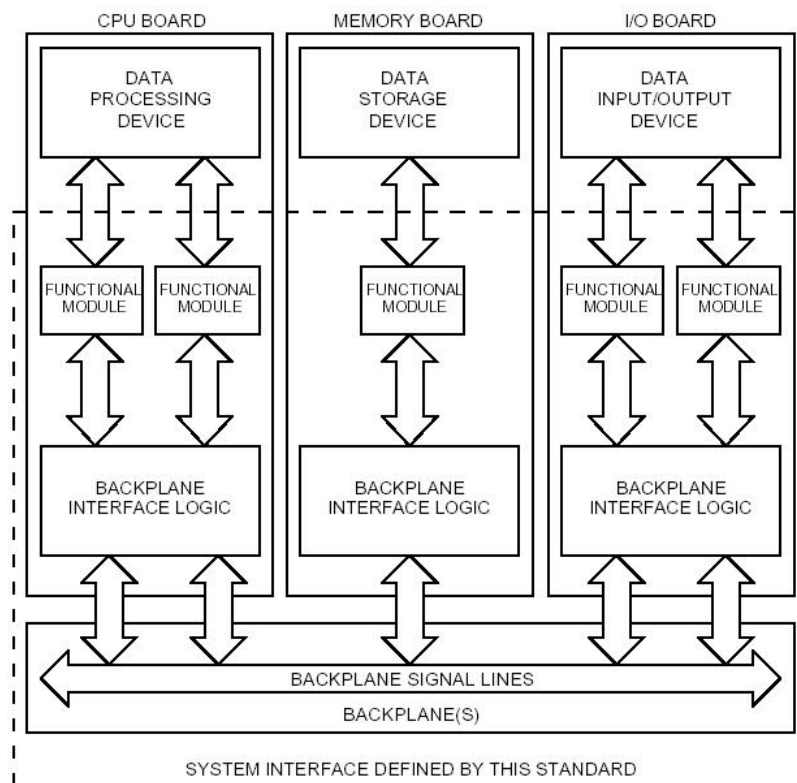 CPU BOARD
MEMORY BOARD
I/O BOARD
DATA
PROCESSING
DEVICE
DATA
STORAGE
DEVICE
DATA
INPUT/OUTPUT
DEVICE
FUNCTIONAL
MODULE
FUNCTIONAL
MODULE
FUNCTIONAL
MODULE
FUNCTIONAL
MODULE
FUNCTIONAL
MODULE
BACKPLANE
INTERFACE LOGIC
BACKPLANE
INTERFACE LOGIC
BACKPLANE
INTERFACE LOGIC
BACKPLANE SIGNAL LINES
BACKPLANE(S)
SYSTEM INTERFACE DEFINED BY THIS STANDARD